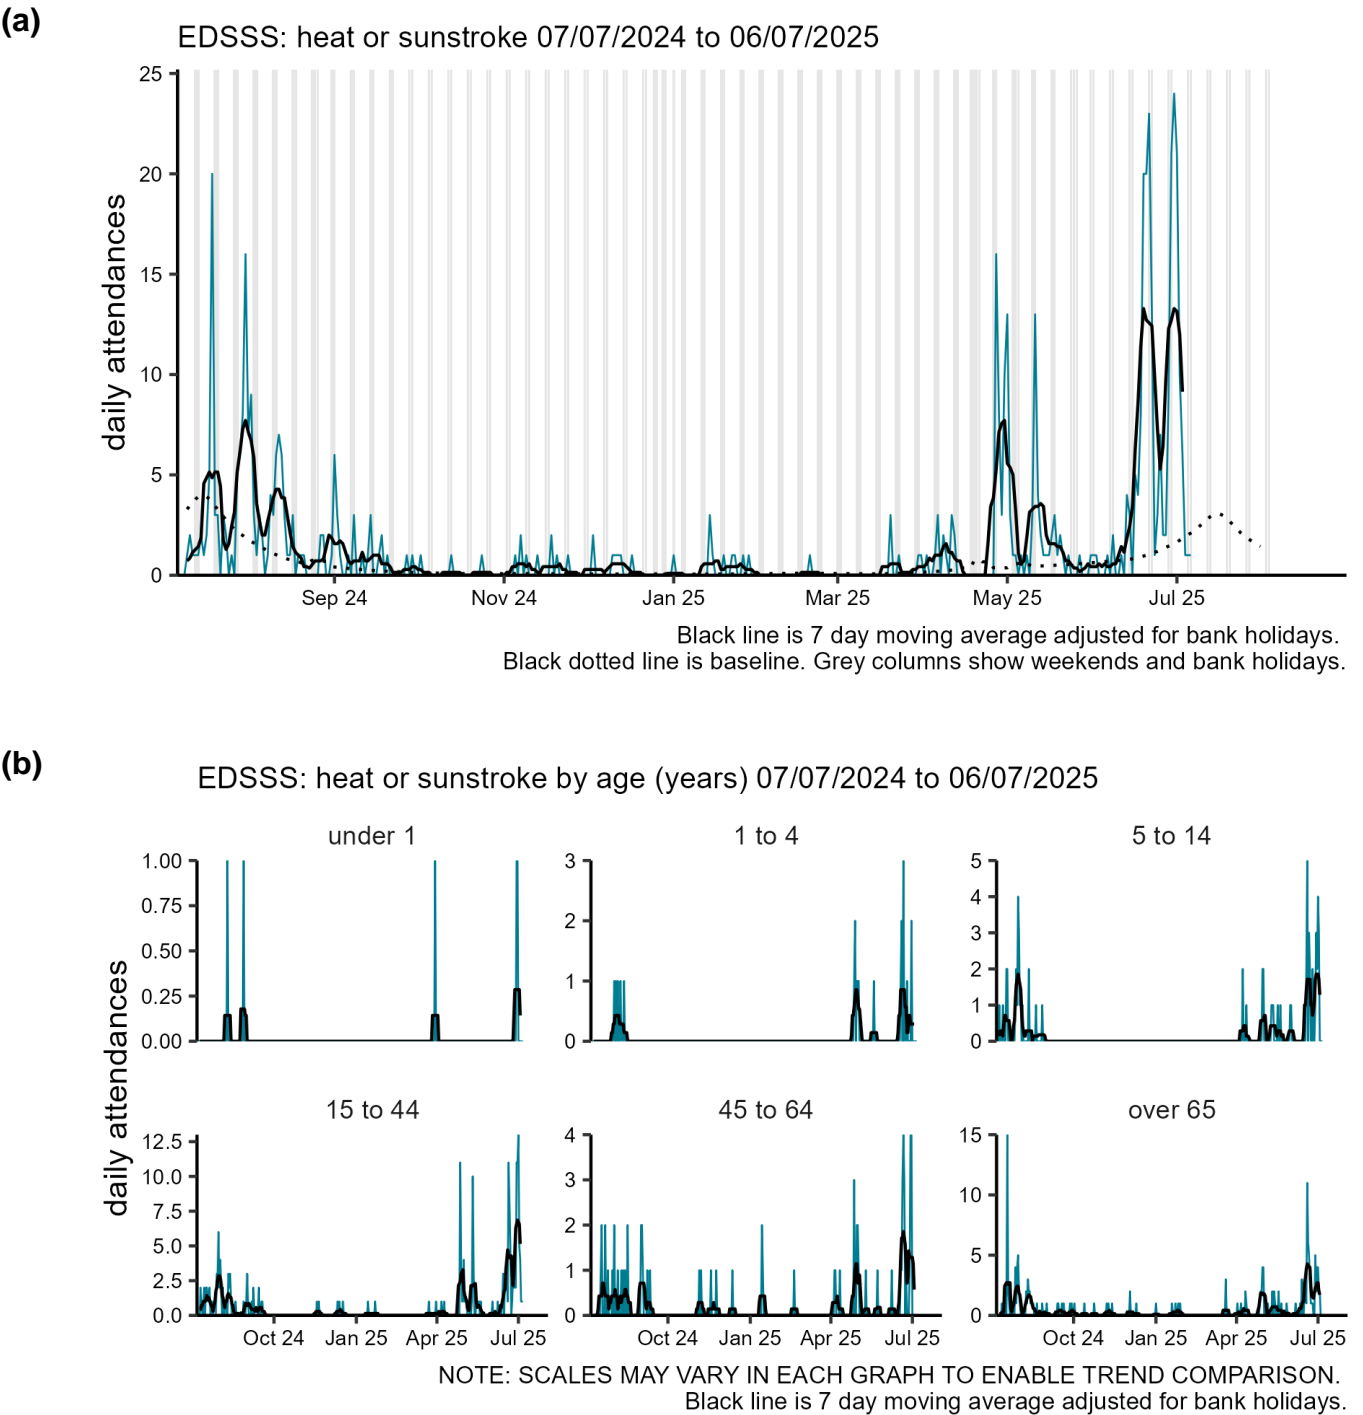 (a)
EDSSS: heat or sunstroke 07/07/2024 to 06/07/2025
daily attendances
25
20
15
10
5
0
Sep 24 Nov 24 Jan 25 Mar 25 May 25 Jul 25
Black line is 7 day moving average adjusted for bank holidays.
Black dotted line is baseline. Grey columns show weekends and bank holidays.
(b)
EDSSS: heat or sunstroke by age (years) 07/07/2024 to 06/07/2025
daily attendances
under 1
1.00
0.75
0.50
0.25
0.00
1 to 4
3
2
1
0
5 to 14
5
4
3
2
1
0
15 to 44
12.5
10.0
7.5
5.0
2.5
0.0
Oct 24 Jan 25 Apr 25 Jul 25
45 to 64
4
3
2
1
0
Oct 24 Jan 25 Apr 25 Jul 25
over 65
15
10
5
0
Oct 24 Jan 25 Apr 25 Jul 25
NOTE: SCALES MAY VARY IN EACH GRAPH TO ENABLE TREND COMPARISON.
Black line is 7 day moving average adjusted for bank holidays.